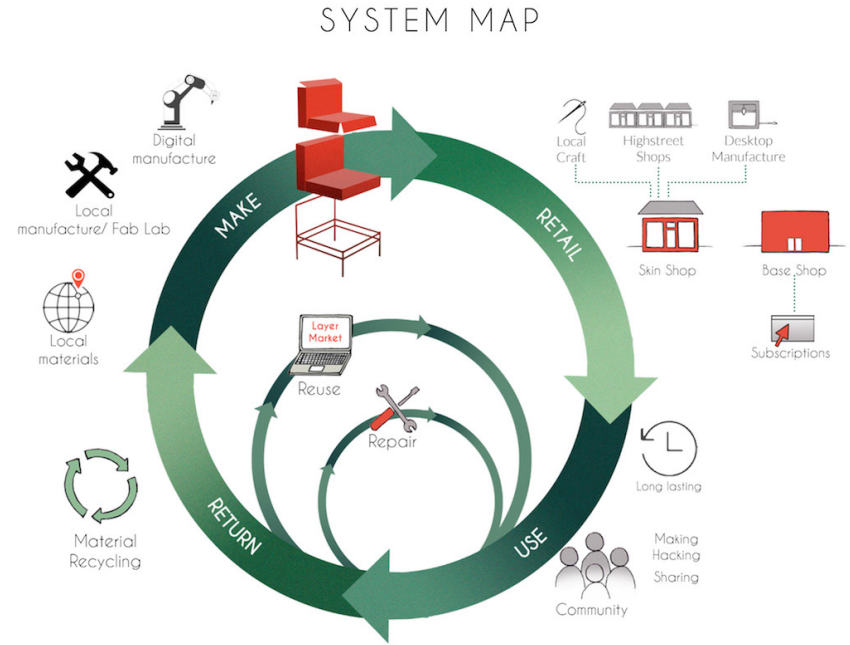 SYSTEM MAP
Digital
manufacture
Local
manufacture/ Fab Lab
Local
materials
MAKE
RETAIL
Local
Craft
Highstreet
Shops
Desktop
Manufacture
Skin Shop
Base Shop
Subscriptions
Layer
Market
Reuse
Repair
Long lasting
Making
Hacking
Sharing
Community
USE
RETURN
Material
Recycling